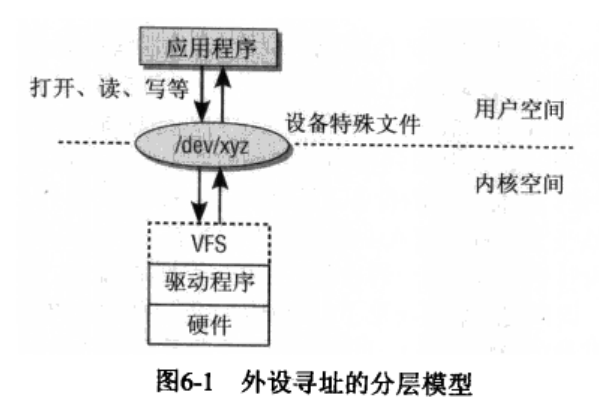 应用程序
打开、读、写等
用户空间
设备特殊文件
/dev/xyz
内核空间
VFS
驱动程序
硬件
图6-1 外设寻址的分层模型